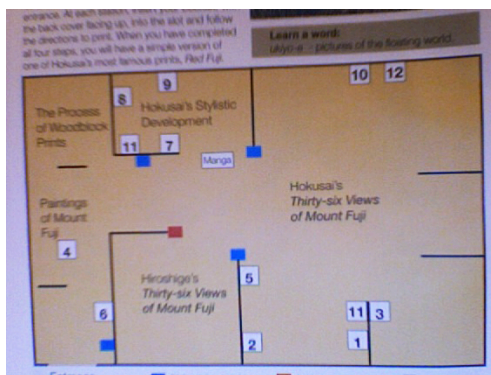 entrance. At each station, insert your
the back cover facing up, into the slot and follow
the directions to print. When you have completed
all four steps, you will have a simple version of
one of Hokusai's most famous prints, Red Fuji.
Learn a word:
ukiyo-e - pictures of the floating world.
The Process
of Woodblock
Prints
8
9
Hokusai's Stylistic
Development
10
12
11
7
Manga
Hokusai's
Thirty-six Views
of Mount Fuji
Paintings
of Mount
Fuji
4
Hiroshige's
Thirty-six Views
of Mount Fuji
5
6
2
11
3
1